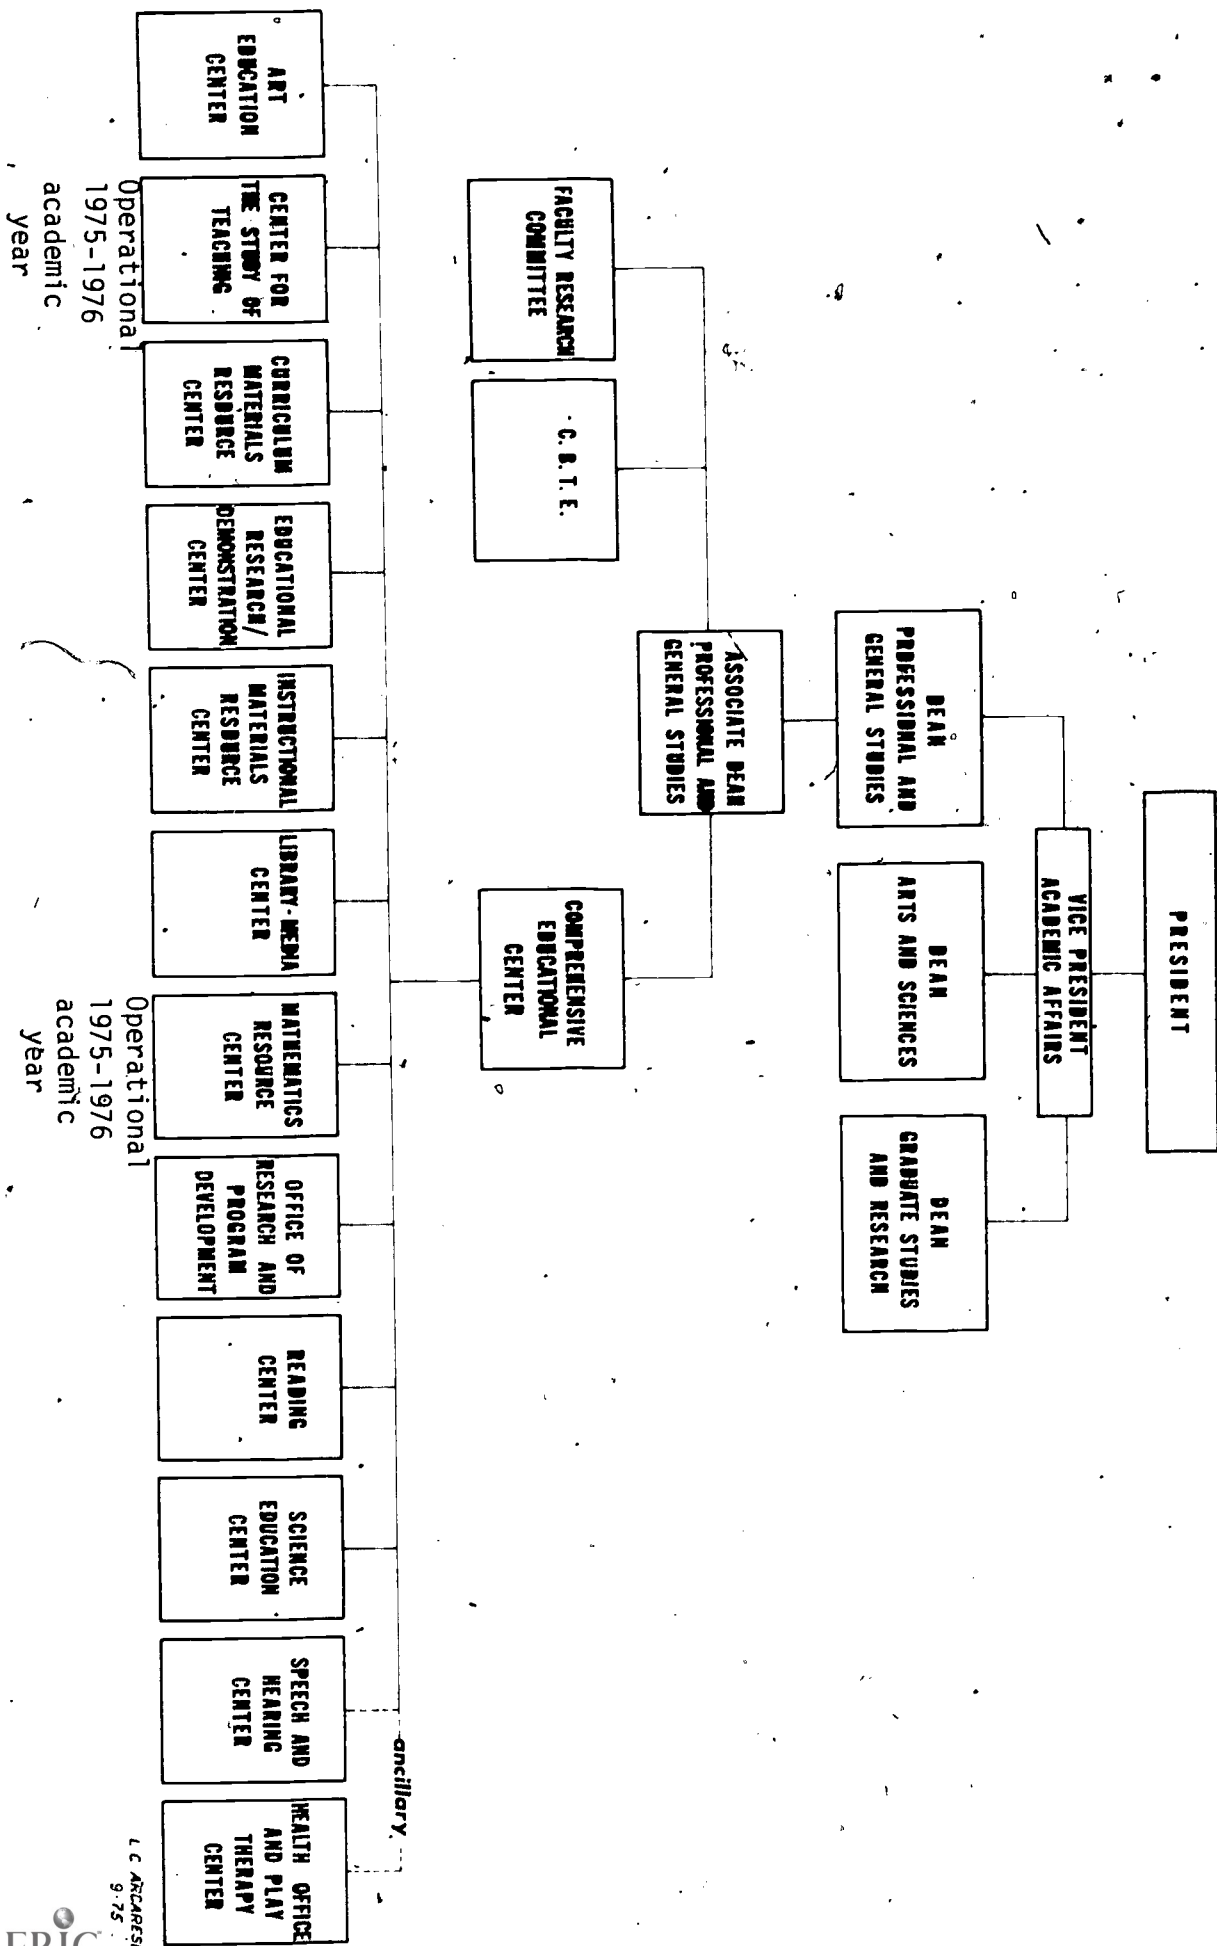 PRESIDENT
VICE PRESIDENT
ACADEMIC AFFAIRS
DEAN
PROFESSIONAL AND
GENERAL STUDIES
DEAN
ARTS AND SCIENCES
DEAN
GRADUATE STUDIES
AND RESEARCH
ASSOCIATE DEAN
PROFESSIONAL AND
GENERAL STUDIES
FACULTY RESEARCH
COMMITTEE
C. B. T. E.
COMPREHENSIVE
EDUCATIONAL
CENTER
ART
EDUCATION
CENTER
CENTER FOR
THE STUDY OF
TEACHING
Operational
1975-1976
academic
year
CURRICULUM
MATERIALS
RESOURCE
CENTER
EDUCATIONAL
RESEARCH/
DEMONSTRATION
CENTER
INSTRUCTIONAL
MATERIALS
RESOURCE
CENTER
LIBRARY-MEDIA
CENTER
MATHEMATICS
RESOURCE
CENTER
Operational
1975-1976
academic
year
OFFICE OF
RESEARCH AND
PROGRAM
DEVELOPMENT
READING
CENTER
SCIENCE
EDUCATION
CENTER
SPEECH AND
HEARING
CENTER
ancillary
HEALTH OFFICE
AND PLAY
THERAPY
CENTER
9-75
ERIC